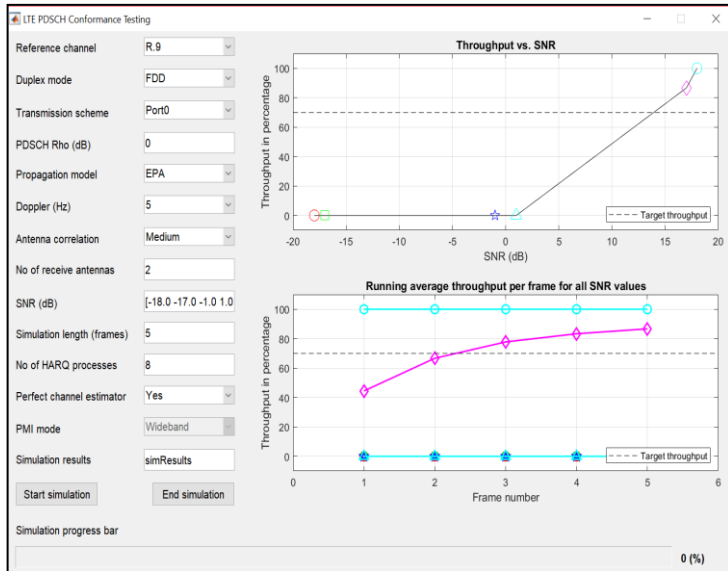 LTE PDSCH Conformance Testing
Reference channel R.9
Duplex mode FDD
Transmission scheme Port0
PDSCH Rho (dB) 0
Propagation model EPA
Doppler (Hz) 5
Antenna correlation Medium
No of receive antennas 2
SNR (dB) [-18.0 -17.0 -1.0 1.0
Simulation length (frames) 5
No of HARQ processes 8
Perfect channel estimator Yes
PMI mode Wideband
Simulation results simResults
Start simulation End simulation
Simulation progress bar
0 (%)
Throughput vs. SNR
Throughput in percentage
100
80
60
40
20
0
-20 -15 -10 -5 0 5 10 15 20
SNR (dB)
Target throughput
Running average throughput per frame for all SNR values
Throughput in percentage
100
80
60
40
20
0
0 1 2 3 4 5 6
Frame number
Target throughput